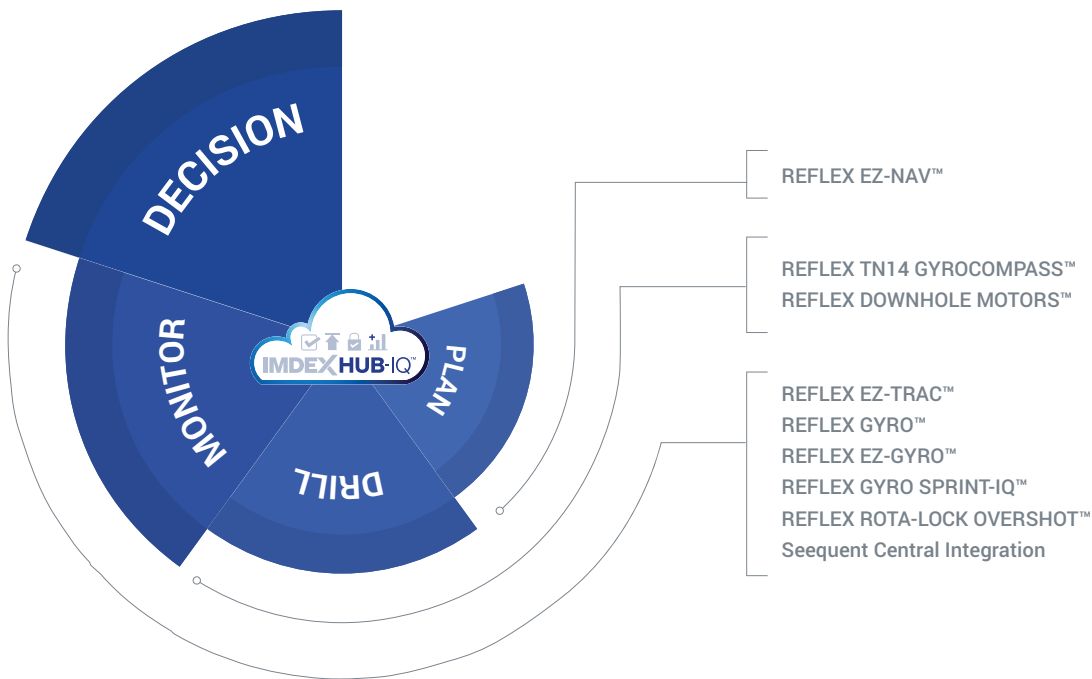 DECISION
MONITOR
DRILL
PLAN
IMDEX HUB-IQ™
REFLEX EZ-NAV™
REFLEX TN14 GYROCOMPASS™
REFLEX DOWNHOLE MOTORS™
REFLEX EZ-TRAC™
REFLEX GYRO™
REFLEX EZ-GYRO™
REFLEX GYRO SPRINT-IQ™
REFLEX ROTA-LOCK OVERSHOT™
Seequent Central Integration